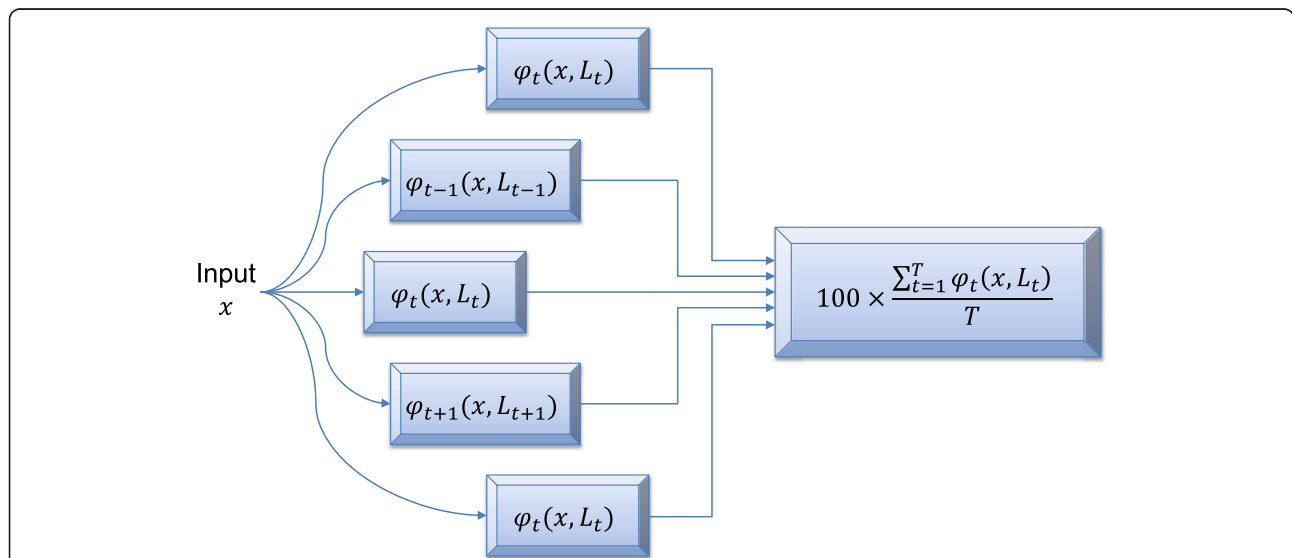 φₜ(x, Lₜ)
φₜ₋₁(x, Lₜ₋₁)
Input
x
φₜ(x, Lₜ)
100 × \frac{∑_{t=1}^{T} φₜ(x, Lₜ)}{T}
φₜ₊₁(x, Lₜ₊₁)
φₜ(x, Lₜ)